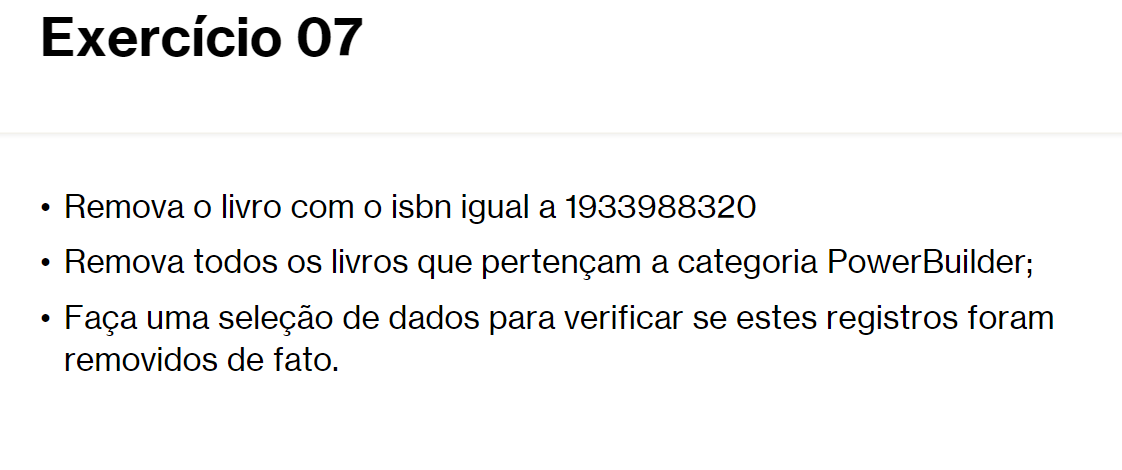 Exercício 07
• Remova o livro com o isbn igual a 1933988320
• Remova todos os livros que pertençam a categoria PowerBuilder;
• Faça uma seleção de dados para verificar se estes registros foram
removidos de fato.